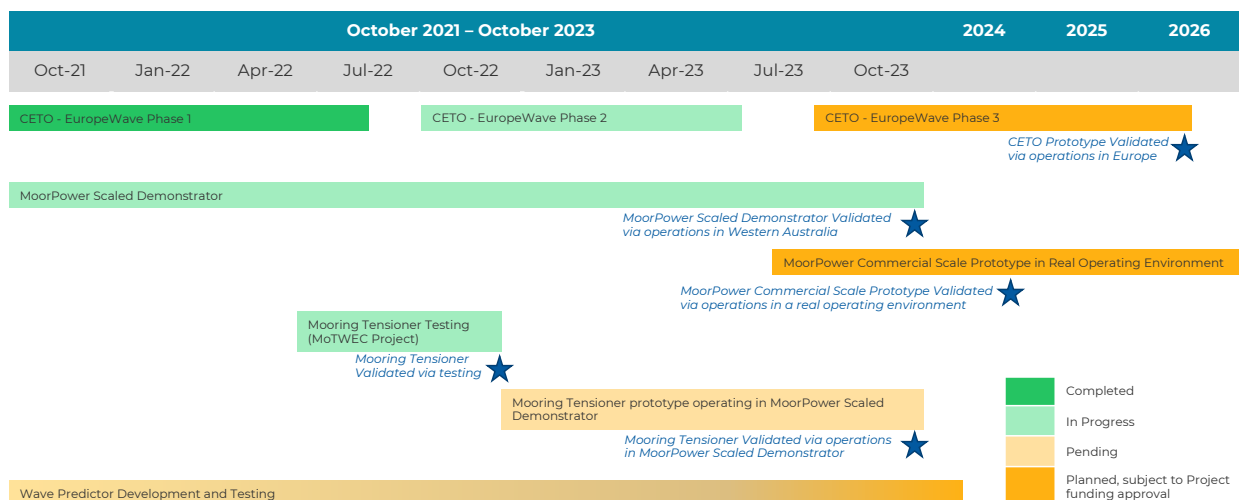 October 2021 – October 2023 2024 2025 2026
Oct-21 Jan-22 Apr-22 Jul-22 Oct-22 Jan-23 Apr-23 Jul-23 Oct-23
CETO - EuropeWave Phase 1 CETO - EuropeWave Phase 2 CETO - EuropeWave Phase 3
CETO Prototype Validated
via operations in Europe
MoorPower Scaled Demonstrator
MoorPower Scaled Demonstrator Validated
via operations in Western Australia
MoorPower Commercial Scale Prototype in Real Operating Environment
MoorPower Commercial Scale Prototype Validated
via operations in a real operating environment
Mooring Tensioner Testing
(MoTWEC Project)
Mooring Tensioner
Validated via testing
Mooring Tensioner prototype operating in MoorPower Scaled
Demonstrator
Mooring Tensioner Validated via operations
in MoorPower Scaled Demonstrator
Wave Predictor Development and Testing
Completed
In Progress
Pending
Planned, subject to Project
funding approval